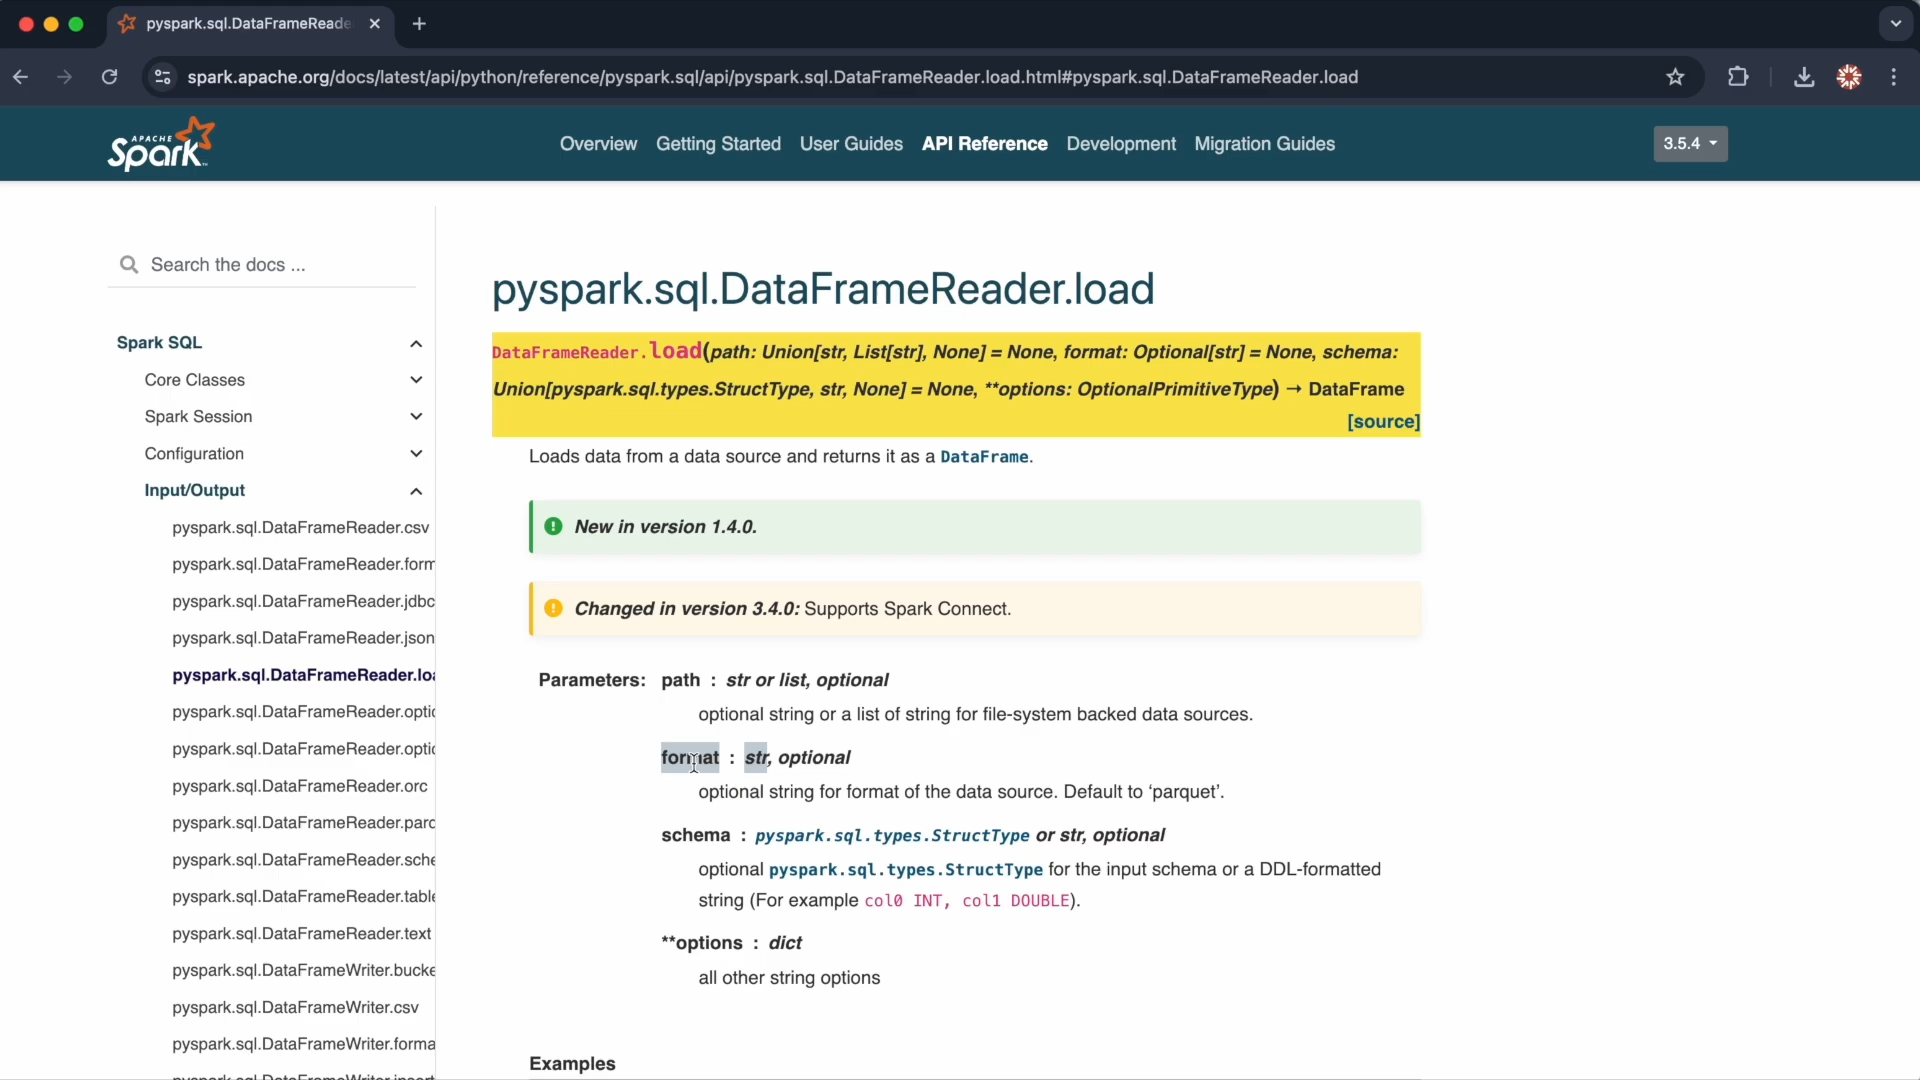 pyspark.sql.DataFrameReade
spark.apache.org/docs/latest/api/python/reference/pyspark.sql/api/pyspark.sql.DataFrameReader.load.html#pyspark.sql.DataFrameReader.load
APACHE
Spark
Overview Getting Started User Guides API Reference Development Migration Guides
3.5.4
Search the docs ...
Spark SQL
Core Classes
Spark Session
Configuration
Input/Output
pyspark.sql.DataFrameReader.csv
pyspark.sql.DataFrameReader.form
pyspark.sql.DataFrameReader.jdbc
pyspark.sql.DataFrameReader.json
pyspark.sql.DataFrameReader.loa
pyspark.sql.DataFrameReader.optio
pyspark.sql.DataFrameReader.optio
pyspark.sql.DataFrameReader.orc
pyspark.sql.DataFrameReader.parq
pyspark.sql.DataFrameReader.sche
pyspark.sql.DataFrameReader.table
pyspark.sql.DataFrameReader.text
pyspark.sql.DataFrameWriter.bucke
pyspark.sql.DataFrameWriter.csv
pyspark.sql.DataFrameWriter.forma
pyspark.sql.DataFrameWriter.insert
pyspark.sql.DataFrameReader.load
DataFrameReader.load(path: Union[str, List[str], None] = None, format: Optional[str] = None, schema:
Union[pyspark.sql.types.StructType, str, None] = None, **options: OptionalPrimitiveType) → DataFrame
[source]
Loads data from a data source and returns it as a DataFrame.
New in version 1.4.0.
Changed in version 3.4.0: Supports Spark Connect.
Parameters: path : str or list, optional
optional string or a list of string for file-system backed data sources.
format : str, optional
optional string for format of the data source. Default to ‘parquet’.
schema : pyspark.sql.types.StructType or str, optional
optional pyspark.sql.types.StructType for the input schema or a DDL-formatted
string (For example col0 INT, col1 DOUBLE).
**options : dict
all other string options
Examples